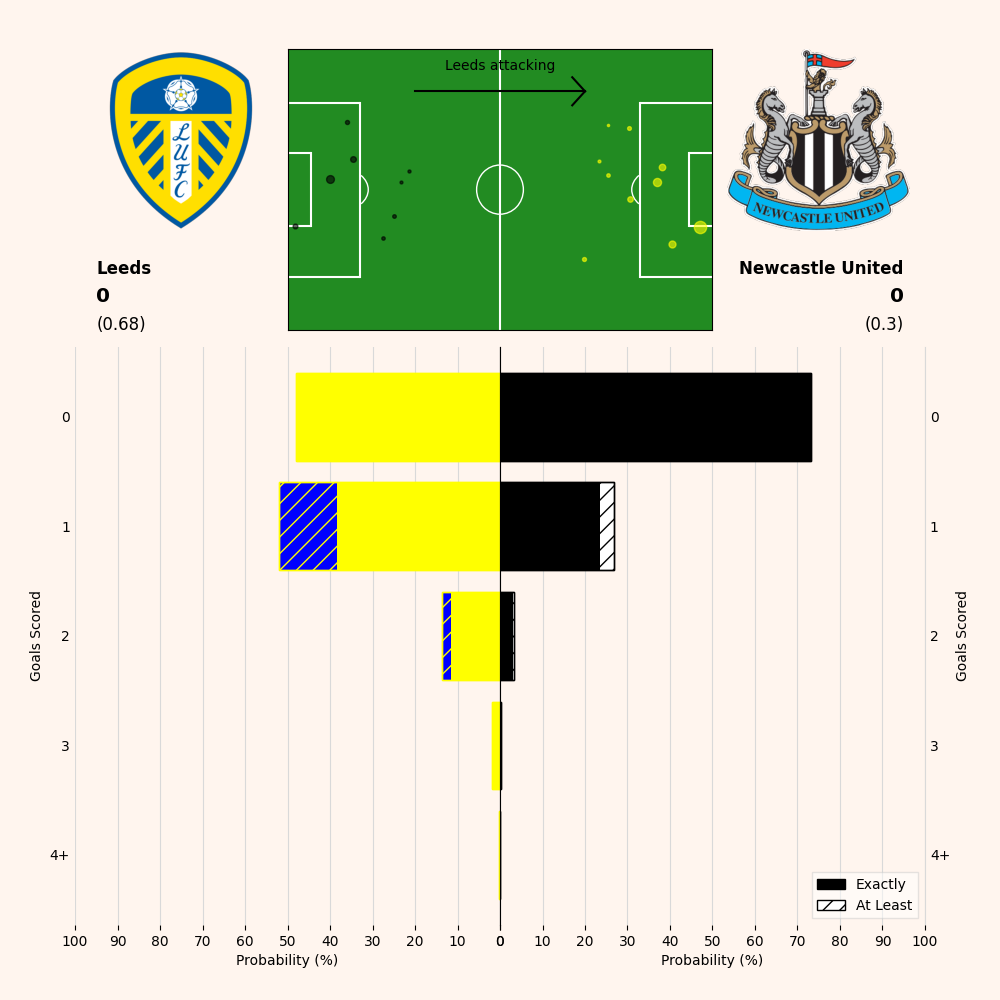 Leeds attacking
LUFC
NEWCASTLE UNITED
Leeds
0
(0.68)
Newcastle United
0
(0.3)
0
1
2
3
4+
Goals Scored
0
1
2
3
4+
Goals Scored
Exactly
At Least
100 90 80 70 60 50 40 30 20 10 0
0 10 20 30 40 50 60 70 80 90 100
Probability (%)
Probability (%)